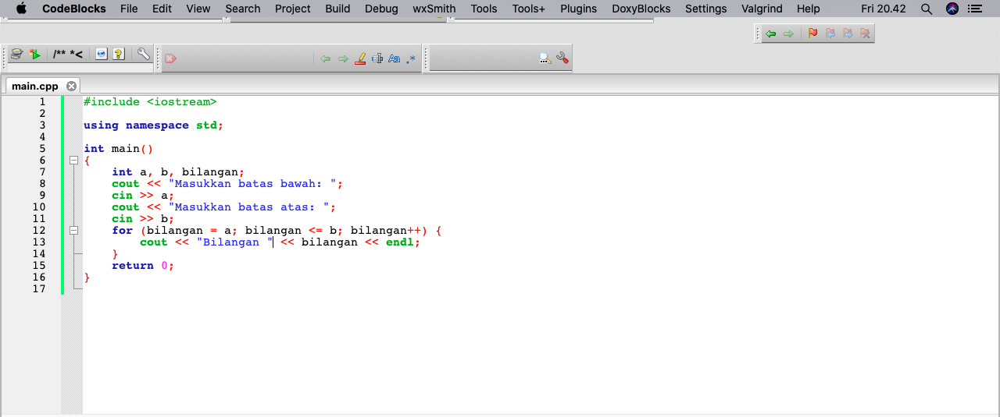 CodeBlocks File Edit View Search Project Build Debug wxSmith Tools Tools+ Plugins DoxyBlocks Settings Valgrind Help Fri 20.42
/** *< Aa .*
main.cpp
1 #include <iostream>
2
3 using namespace std;
4
5 int main()
6 {
7 int a, b, bilangan;
8 cout << "Masukkan batas bawah: ";
9 cin >> a;
10 cout << "Masukkan batas atas: ";
11 cin >> b;
12 for (bilangan = a; bilangan <= b; bilangan++) {
13 cout << "Bilangan " << bilangan << endl;
14 }
15 return 0;
16 }
17